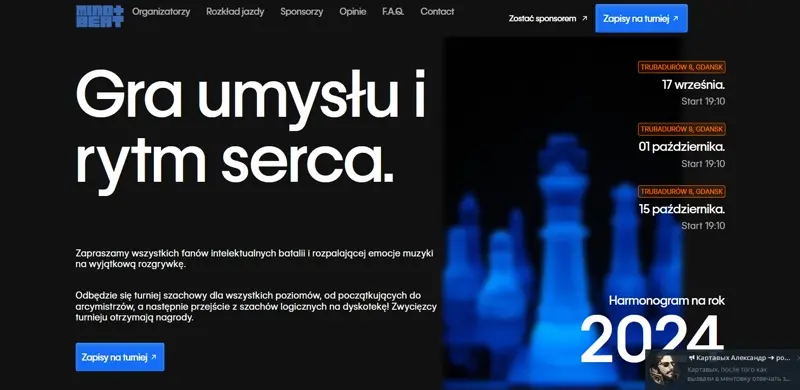 MIND+
BEAT
Organizatorzy
Rozkład jazdy
Sponsorzy
Opinie
F.A.Q.
Contact
Zostać sponsorem ↗
Zapisy na turniej ↗
Gra umysłu i
rytm serca.
TRUBADURÓW 8, GDANSK
17 września.
Start 19:10
TRUBADURÓW 8, GDANSK
01 października.
Start 19:10
TRUBADURÓW 8, GDANSK
15 października.
Start 19:10
Zapraszamy wszystkich fanów intelektualnych batalii i rozpalającej emocje muzyki
na wyjątkową rozgrywkę.
Odbędzie się turniej szachowy dla wszystkich poziomów, od początkujących do
arcymistrzów, a następnie przejście z szachów logicznych na dyskotekę! Zwycięzcy
turnieju otrzymają nagrody.
Zapisy na turniej ↗
Harmonogram na rok
2024
Картавых Александр ➔ ро...
Картавых, после того как
вызвали в ментовку отвечать з...